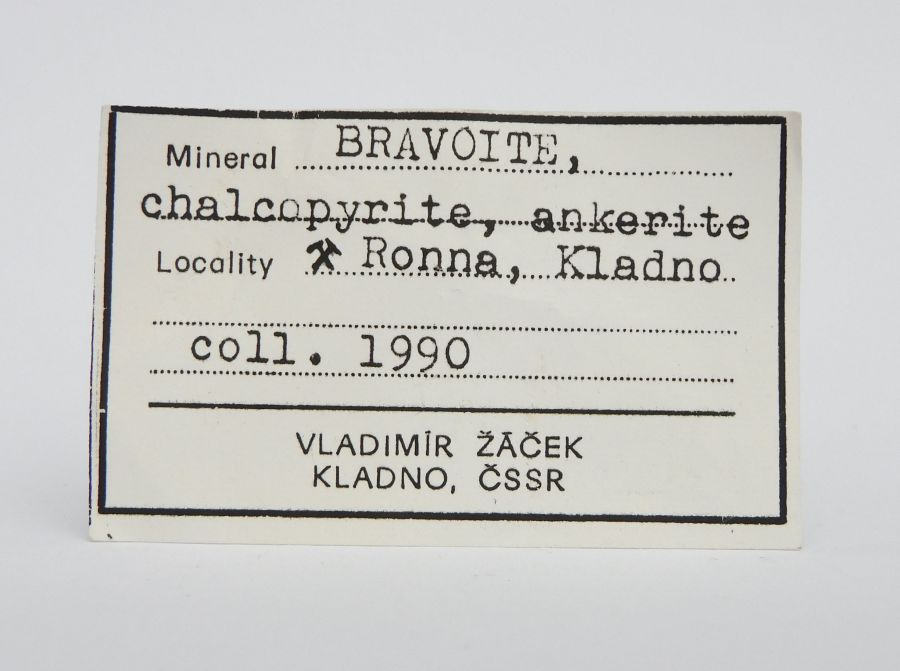 Mineral BRAVOITE,
chalcopyrite, ankerite
Locality ⚒ Ronna, Kladno
coll. 1990
VLADIMÍR ŽÁČEK
KLADNO, ČSSR